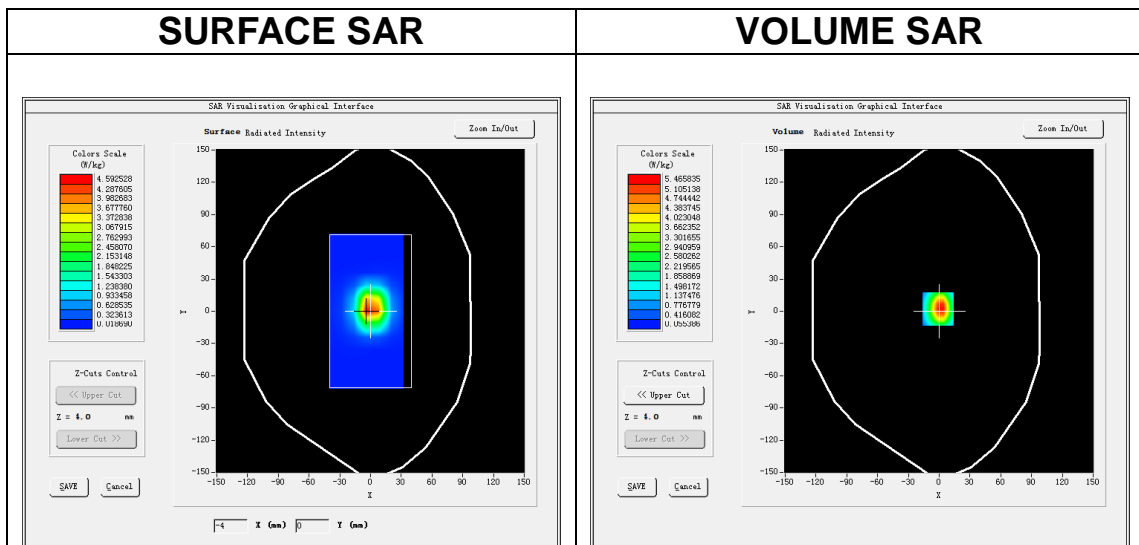 SURFACE SAR
VOLUME SAR
SAR Visualisation Graphical Interface
Surface Radiated Intensity
Zoom In/Out
Colors Scale
(W/kg)
4.592528
4.287605
3.982683
3.677760
3.372838
3.067915
2.762993
2.458070
2.153148
1.848225
1.543303
1.238380
0.933458
0.628535
0.323613
0.018690
150
120
90
60
30
0
-30
-60
-90
-120
-150
Y
-150 -120 -90 -60 -30 0 30 60 90 120 150
X
Z-Cuts Control
<< Upper Cut
Z = 4.0 mm
Lower Cut >>
SAVE Cancel
-4 X (mm) 0 Y (mm)
SAR Visualisation Graphical Interface
Volume Radiated Intensity
Zoom In/Out
Colors Scale
(W/kg)
5.465835
5.105138
4.744442
4.383745
4.023048
3.662352
3.301655
2.940959
2.580262
2.219565
1.858869
1.498172
1.137476
0.776779
0.416082
0.055386
150
120
90
60
30
0
-30
-60
-90
-120
-150
Y
-150 -120 -90 -60 -30 0 30 60 90 120 150
X
Z-Cuts Control
<< Upper Cut
Z = 4.0 mm
Lower Cut >>
SAVE Cancel